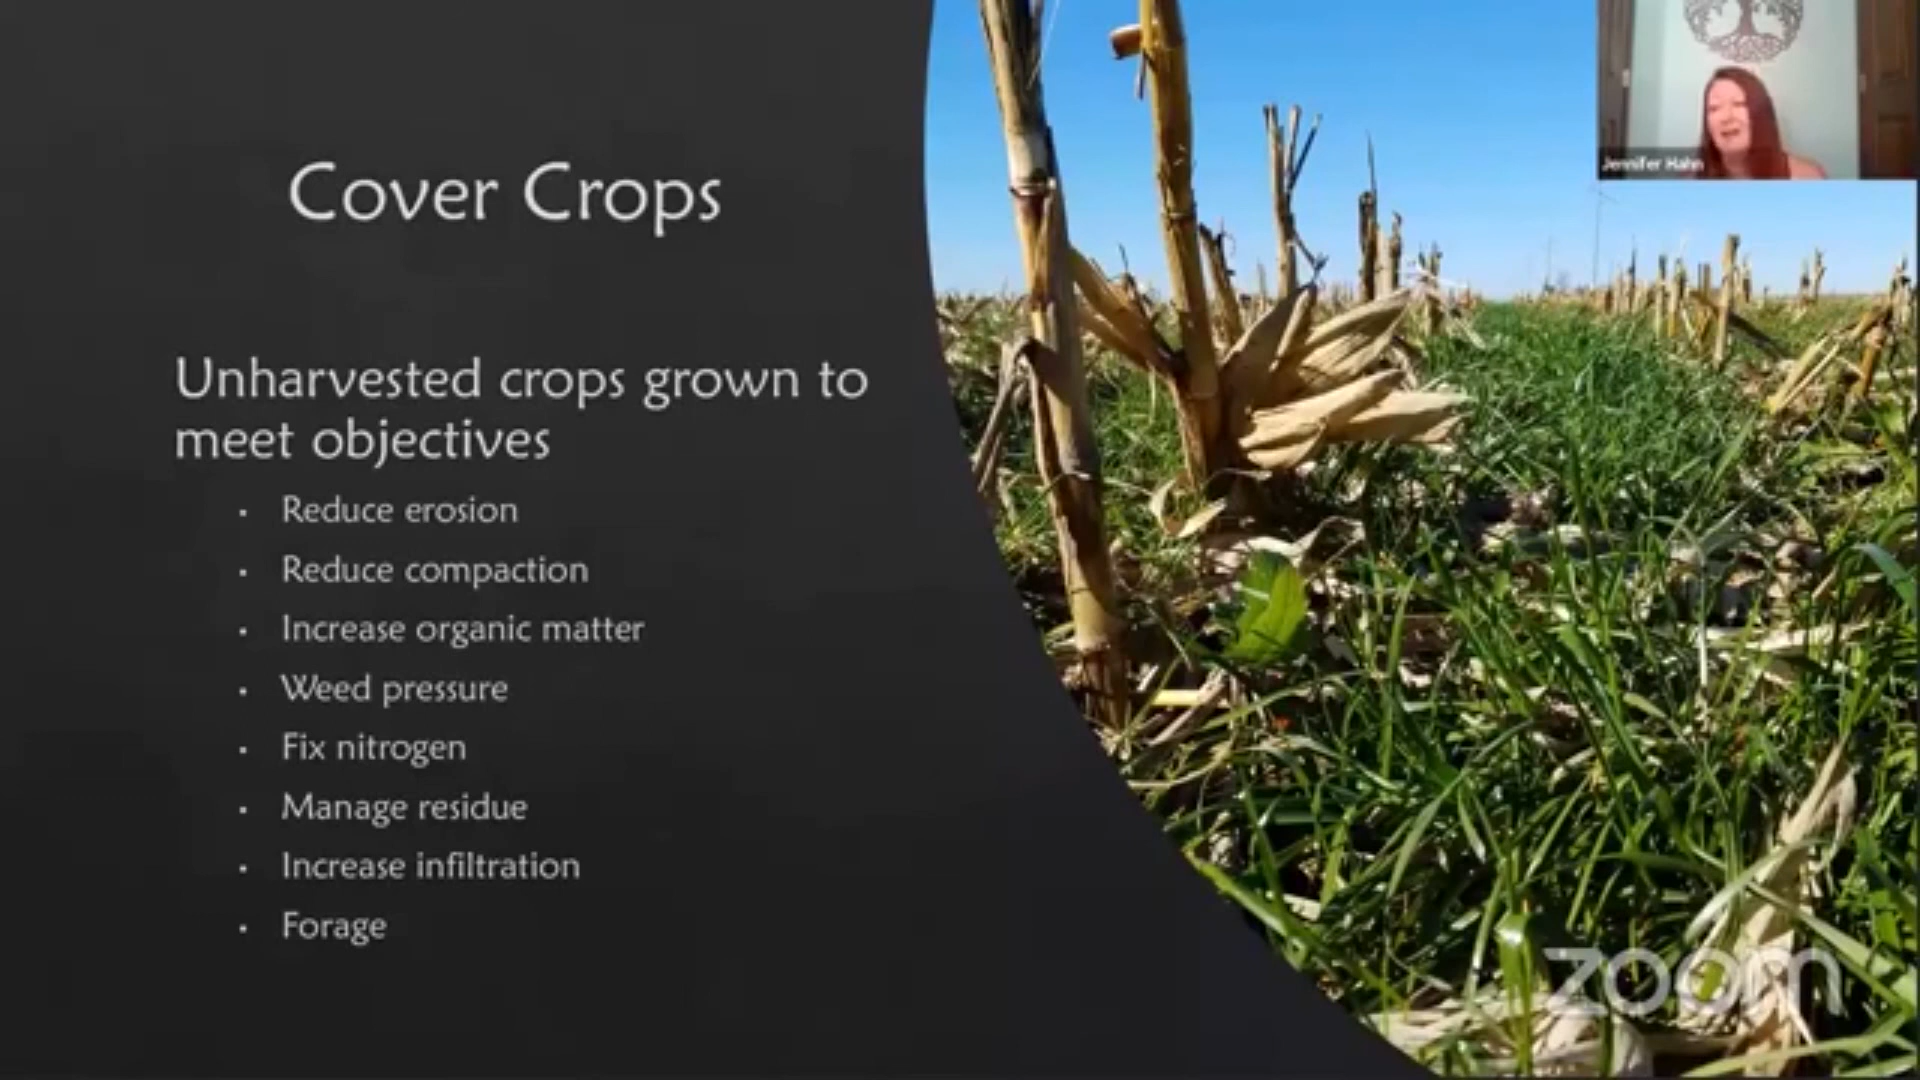 Cover Crops
Jennifer Hahn
Unharvested crops grown to
meet objectives
• Reduce erosion
• Reduce compaction
• Increase organic matter
• Weed pressure
• Fix nitrogen
• Manage residue
• Increase infiltration
• Forage
zoom